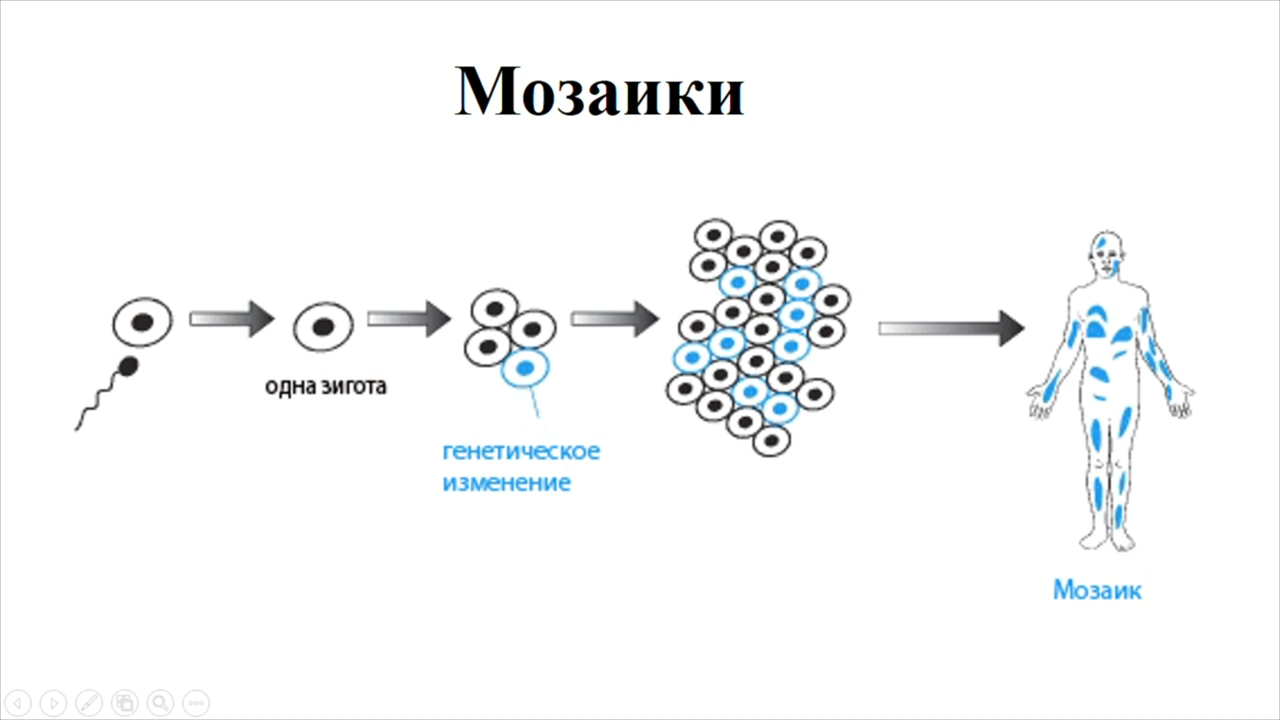 Мозаики
одна зигота
генетическое
изменение
Мозаик